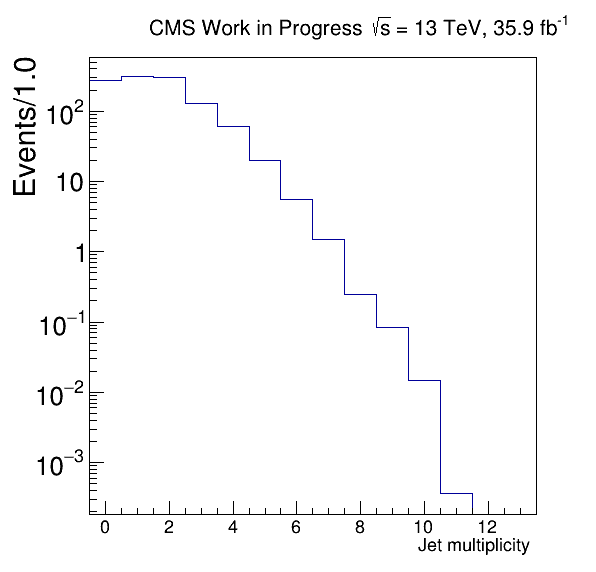 CMS Work in Progress √s = 13 TeV, 35.9 fb⁻¹
Events/1.0
10²
10
1
10⁻¹
10⁻²
10⁻³
0 2 4 6 8 10 12
Jet multiplicity